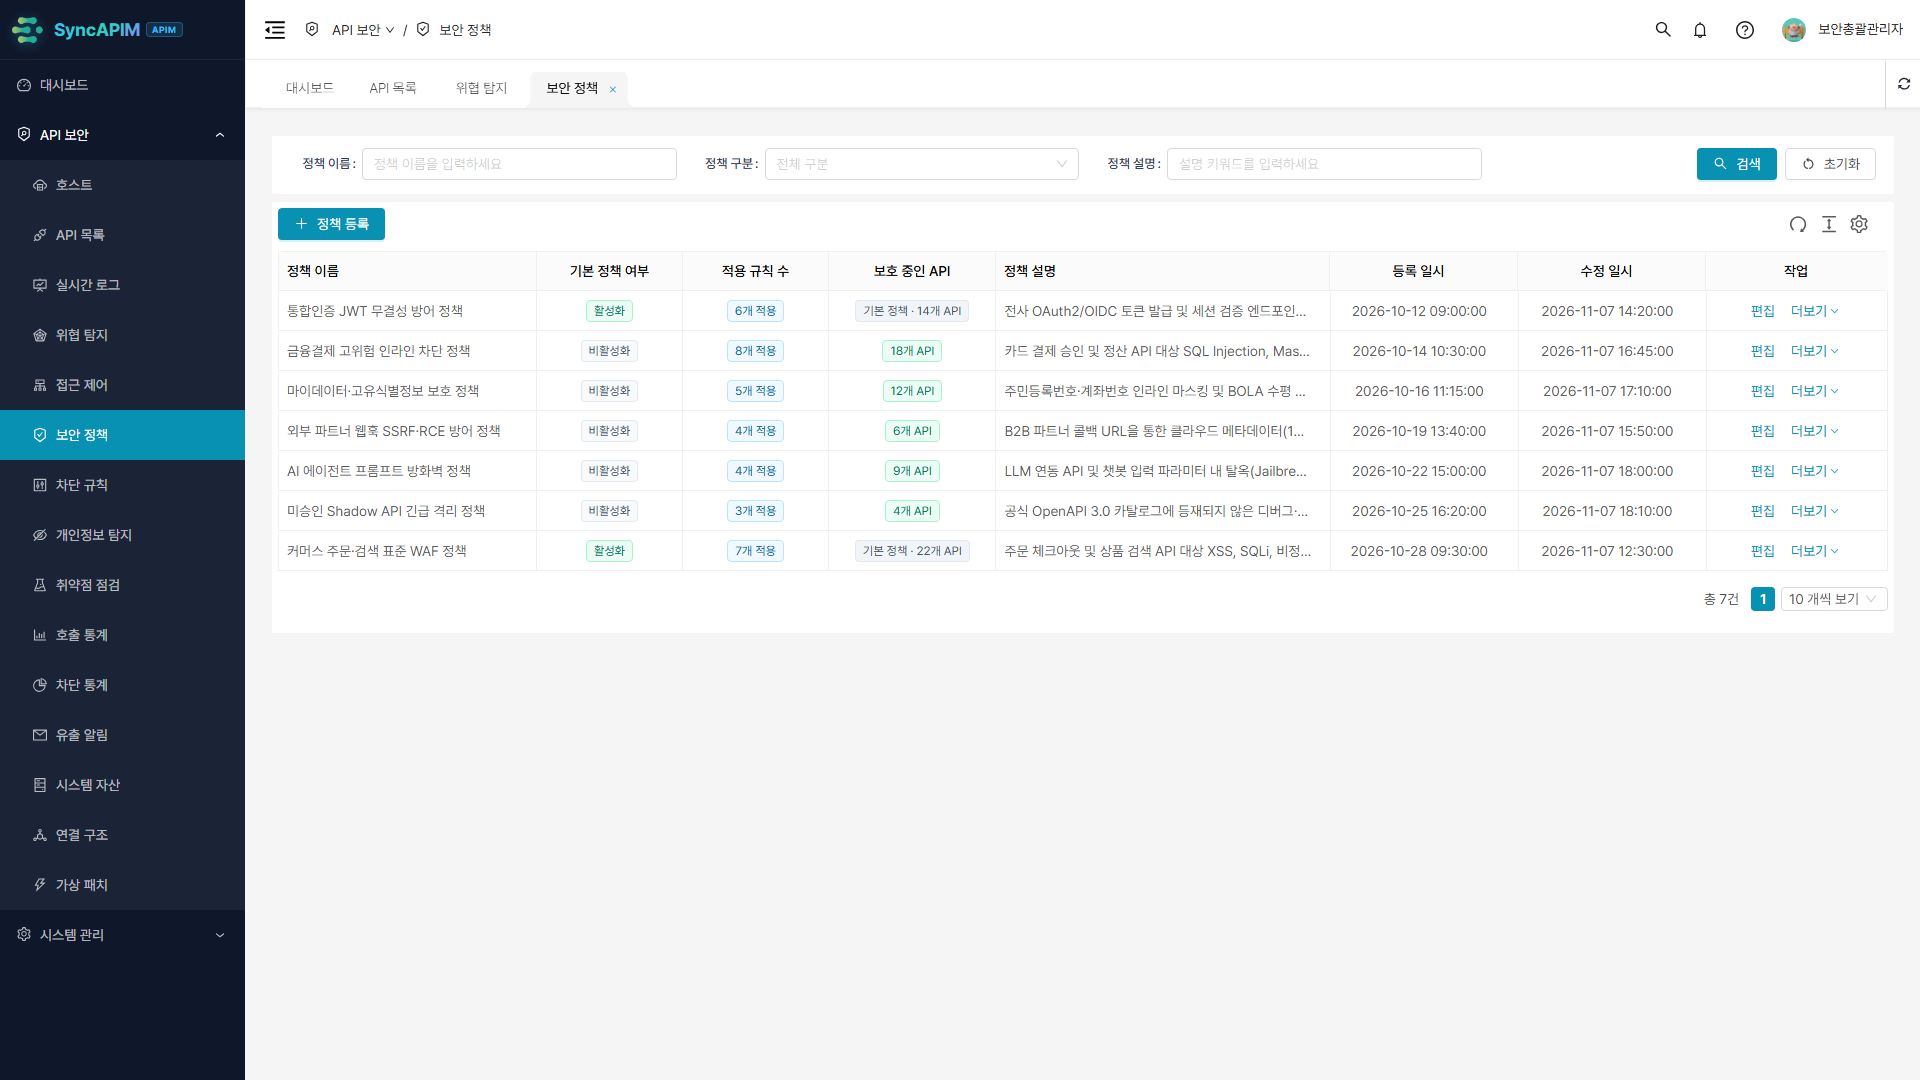 SyncAPIM APIM
API 보안 / 보안 정책
보안총괄관리자
대시보드
API 보안
호스트
API 목록
실시간 로그
위협 탐지
접근 제어
보안 정책
차단 규칙
개인정보 탐지
취약점 점검
호출 통계
차단 통계
유출 알림
시스템 자산
연결 구조
가상 패치
시스템 관리
대시보드 API 목록 위협 탐지 보안 정책 ×
정책 이름 : 정책 이름을 입력하세요 정책 구분 : 전체 구분 정책 설명 : 설명 키워드를 입력하세요 검색 초기화
정책 등록
정책 이름 기본 정책 여부 적용 규칙 수 보호 중인 API 정책 설명 등록 일시 수정 일시 작업
통합인증 JWT 무결성 방어 정책 활성화 6개 적용 기본 정책 · 14개 API 전사 OAuth2/OIDC 토큰 발급 및 세션 검증 엔드포인... 2026-10-12 09:00:00 2026-11-07 14:20:00 편집 더보기
금융결제 고위험 인라인 차단 정책 비활성화 8개 적용 18개 API 카드 결제 승인 및 정산 API 대상 SQL Injection, Mas... 2026-10-14 10:30:00 2026-11-07 16:45:00 편집 더보기
마이데이터·고유식별정보 보호 정책 비활성화 5개 적용 12개 API 주민등록번호·계좌번호 인라인 마스킹 및 BOLA 수평 ... 2026-10-16 11:15:00 2026-11-07 17:10:00 편집 더보기
외부 파트너 웹훅 SSRF·RCE 방어 정책 비활성화 4개 적용 6개 API B2B 파트너 콜백 URL을 통한 클라우드 메타데이터(1... 2026-10-19 13:40:00 2026-11-07 15:50:00 편집 더보기
AI 에이전트 프롬프트 방화벽 정책 비활성화 4개 적용 9개 API LLM 연동 API 및 챗봇 입력 파라미터 내 탈옥(Jailbre... 2026-10-22 15:00:00 2026-11-07 18:00:00 편집 더보기
미승인 Shadow API 긴급 격리 정책 비활성화 3개 적용 4개 API 공식 OpenAPI 3.0 카탈로그에 등재되지 않은 디버그·... 2026-10-25 16:20:00 2026-11-07 18:10:00 편집 더보기
커머스 주문·검색 표준 WAF 정책 활성화 7개 적용 기본 정책 · 22개 API 주문 체크아웃 및 상품 검색 API 대상 XSS, SQLi, 비정... 2026-10-28 09:30:00 2026-11-07 12:30:00 편집 더보기
총 7건 1 10 개씩 보기